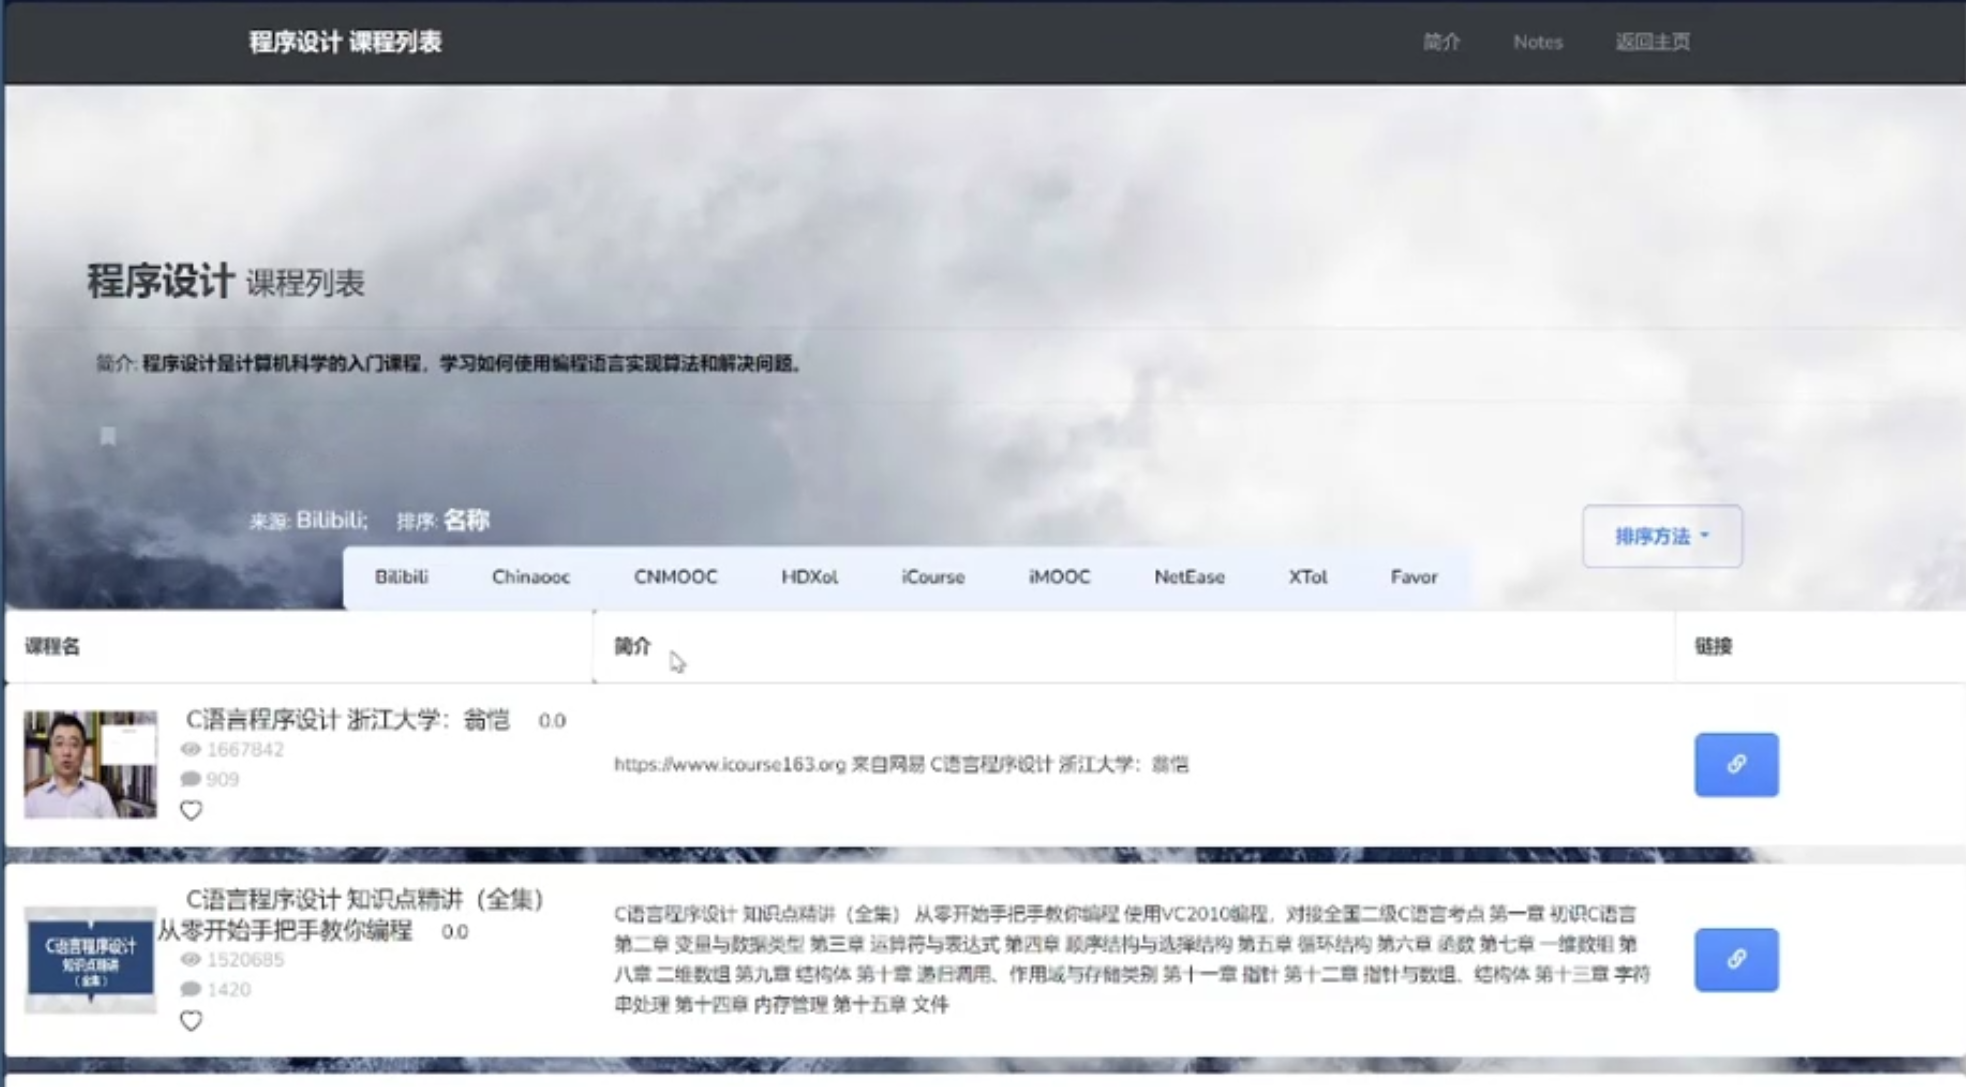 程序设计 课程列表
简介 Notes 返回主页
程序设计 课程列表
简介: 程序设计是计算机科学的入门课程，学习如何使用编程语言实现算法和解决问题。
来源: Bilibili; 排序: 名称
排序方法
Bilibili Chinaooc CNMOOC HDXol iCourse iMOOC NetEase XTol Favor
课程名 简介 链接
C语言程序设计 浙江大学：翁恺 0.0
1667842
909
https://www.icourse163.org 来自网易 C语言程序设计 浙江大学：翁恺
C语言程序设计
知识点精讲
（全集）
C语言程序设计 知识点精讲（全集）
从零开始手把手教你编程 0.0
1520685
1420
C语言程序设计 知识点精讲（全集） 从零开始手把手教你编程 使用VC2010编程，对接全国二级C语言考点 第一章 初识C语言
第二章 变量与数据类型 第三章 运算符与表达式 第四章 顺序结构与选择结构 第五章 循环结构 第六章 函数 第七章 一维数组 第
八章 二维数组 第九章 结构体 第十章 递归调用、作用域与存储类别 第十一章 指针 第十二章 指针与数组、结构体 第十三章 字符
串处理 第十四章 内存管理 第十五章 文件